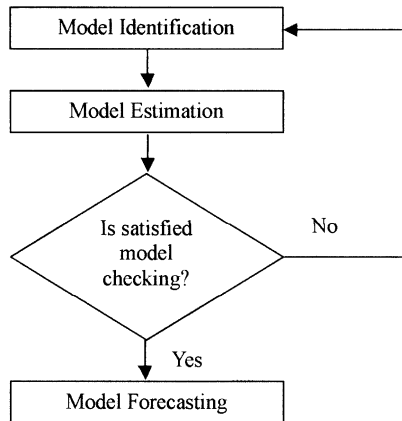 Model Identification
Model Estimation
Is satisfied
model
checking?
No
Yes
Model Forecasting